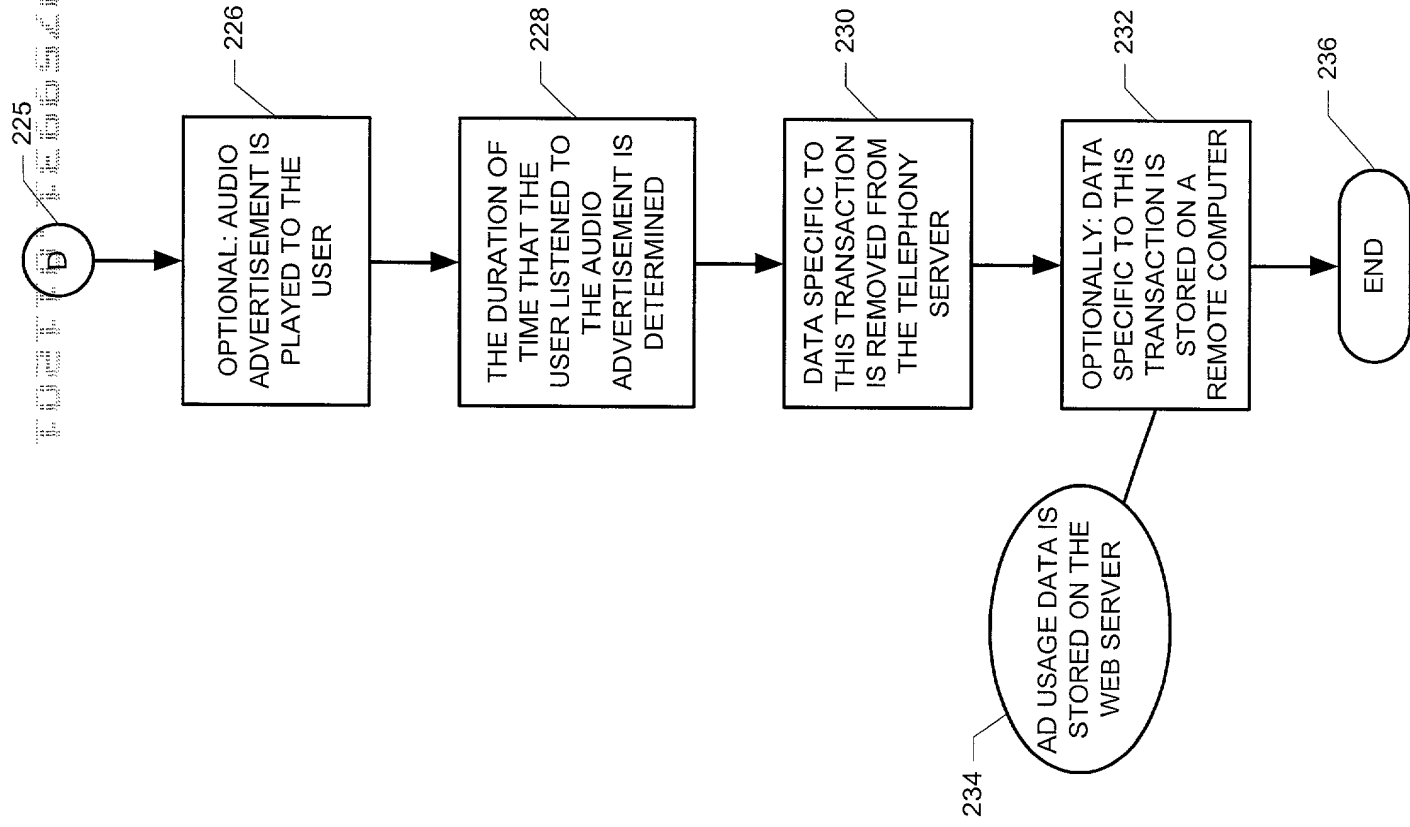 225
D
226
OPTIONAL: AUDIO
ADVERTISEMENT IS
PLAYED TO THE
USER
228
THE DURATION OF
TIME THAT THE
USER LISTENED TO
THE AUDIO
ADVERTISEMENT IS
DETERMINED
230
DATA SPECIFIC TO
THIS TRANSACTION
IS REMOVED FROM
THE TELEPHONY
SERVER
232
OPTIONALLY: DATA
SPECIFIC TO THIS
TRANSACTION IS
STORED ON A
REMOTE COMPUTER
234
AD USAGE DATA IS
STORED ON THE
WEB SERVER
236
END